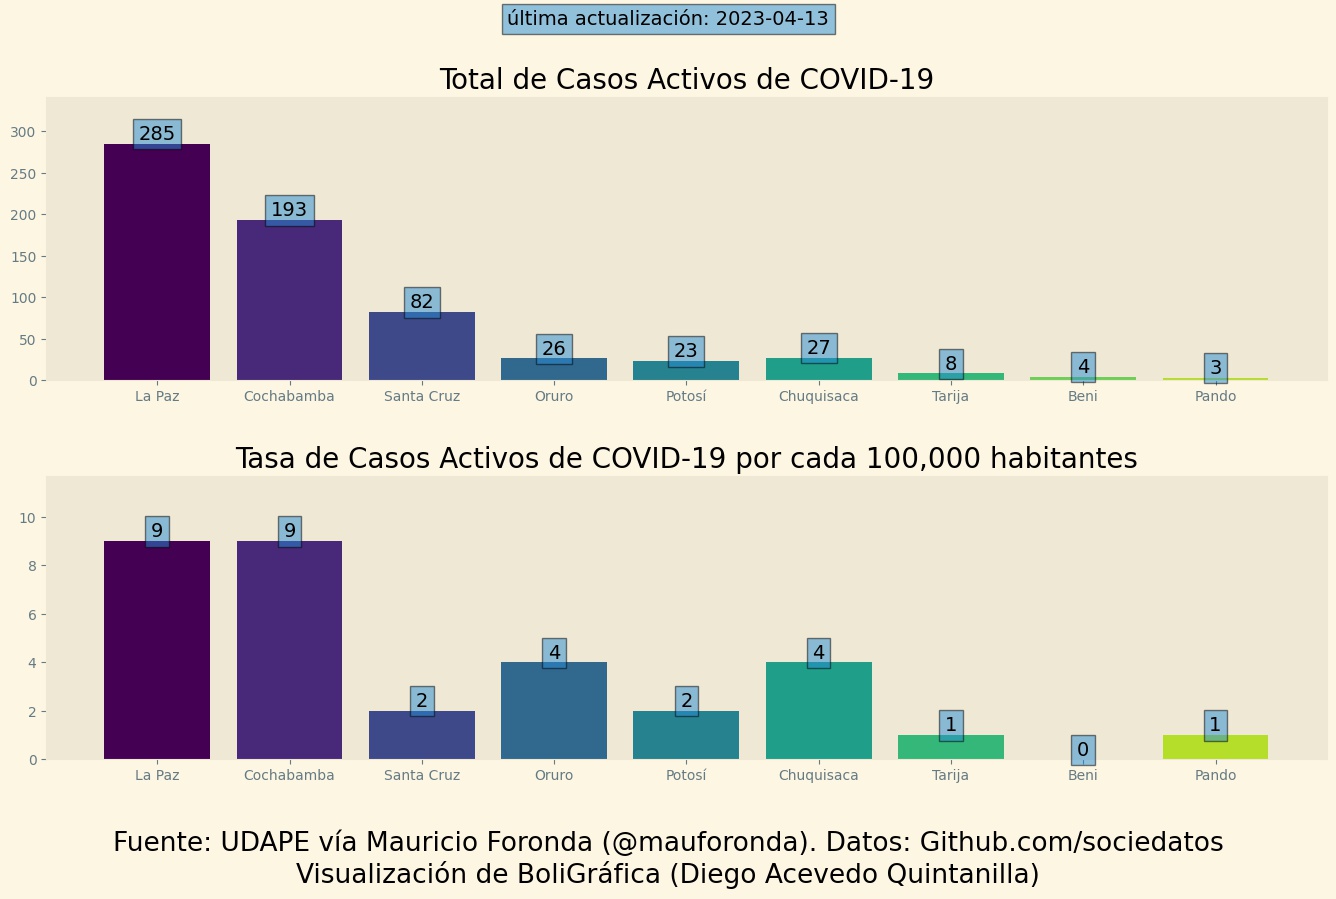 última actualización: 2023-04-13
Total de Casos Activos de COVID-19
300
250
200
150
100
50
0
285
193
82
26
23
27
8
4
3
La Paz
Cochabamba
Santa Cruz
Oruro
Potosí
Chuquisaca
Tarija
Beni
Pando
Tasa de Casos Activos de COVID-19 por cada 100,000 habitantes
10
8
6
4
2
0
9
9
2
4
2
4
1
0
1
La Paz
Cochabamba
Santa Cruz
Oruro
Potosí
Chuquisaca
Tarija
Beni
Pando
Fuente: UDAPE vía Mauricio Foronda (@mauforonda). Datos: Github.com/sociedatos
Visualización de BoliGráfica (Diego Acevedo Quintanilla)